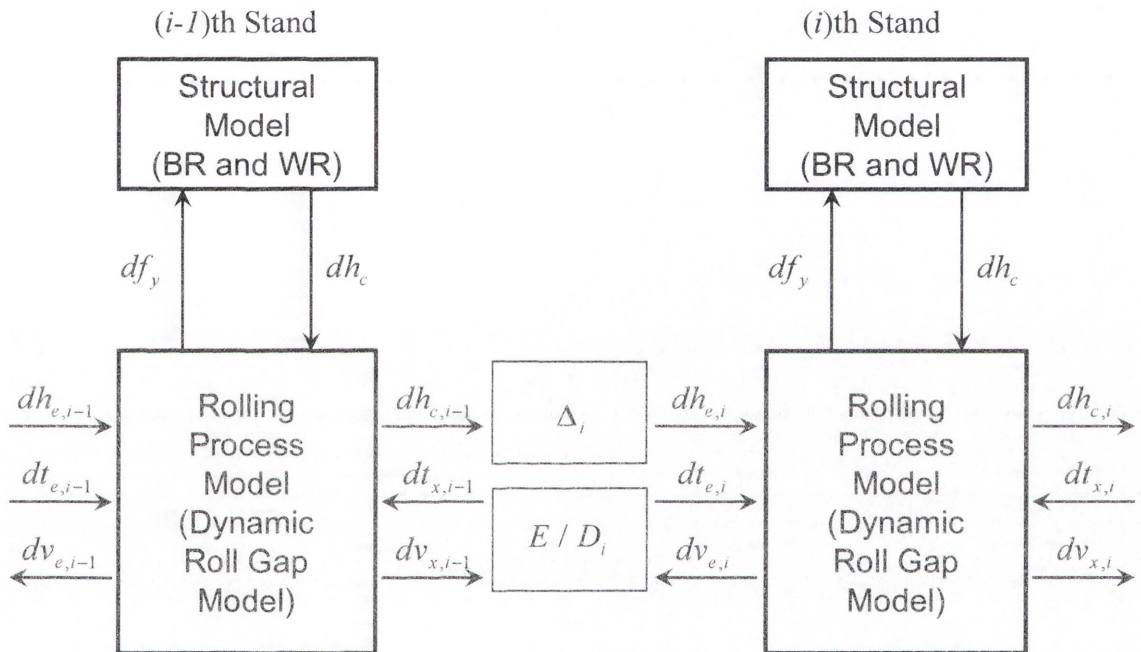 (i-1)th Stand
(i)th Stand
Structural
Model
(BR and WR)
Structural
Model
(BR and WR)
df_y
dh_c
df_y
dh_c
dh_{e,i-1}
dt_{e,i-1}
dv_{e,i-1}
Rolling
Process
Model
(Dynamic
Roll Gap
Model)
dh_{c,i-1}
dt_{x,i-1}
dv_{x,i-1}
Δ_i
E / D_i
dh_{e,i}
dt_{e,i}
dv_{e,i}
Rolling
Process
Model
(Dynamic
Roll Gap
Model)
dh_{c,i}
dt_{x,i}
dv_{x,i}